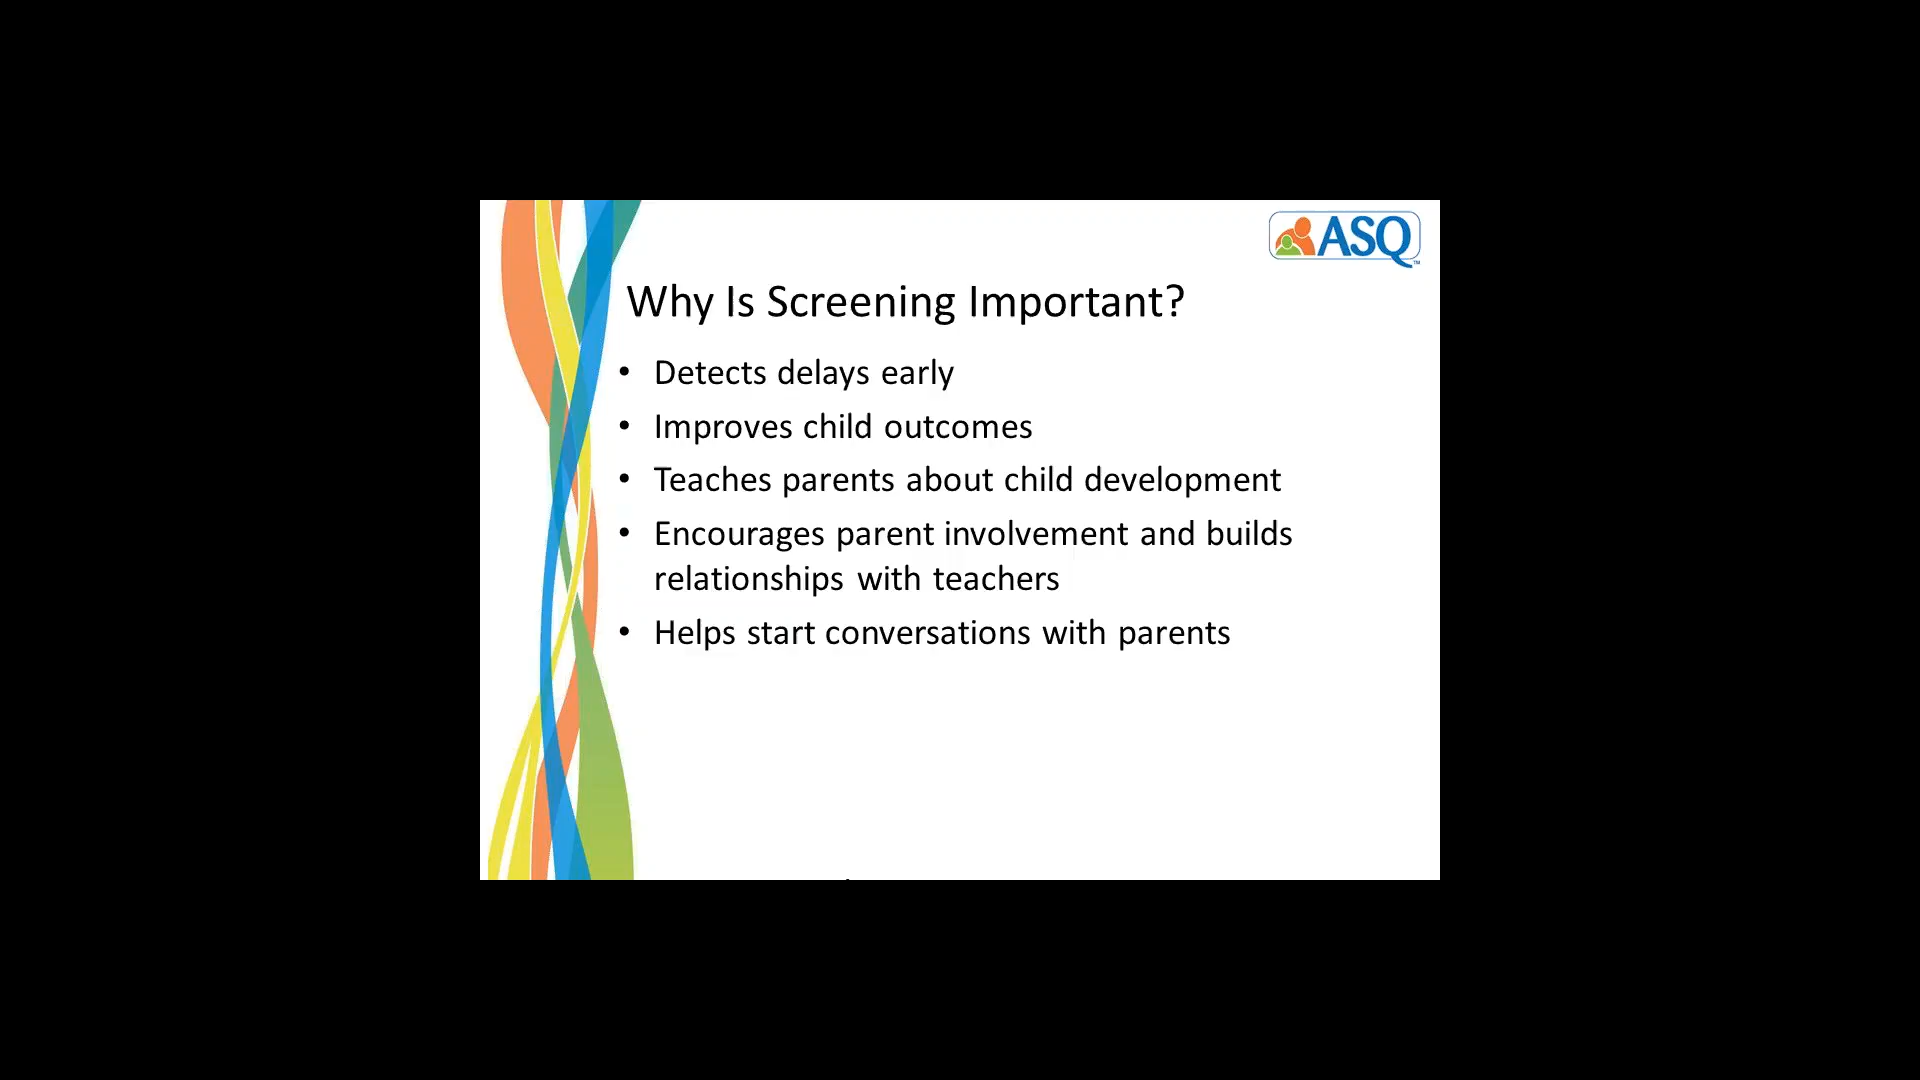 ASQ™
Why Is Screening Important?
• Detects delays early
• Improves child outcomes
• Teaches parents about child development
• Encourages parent involvement and builds
relationships with teachers
• Helps start conversations with parents